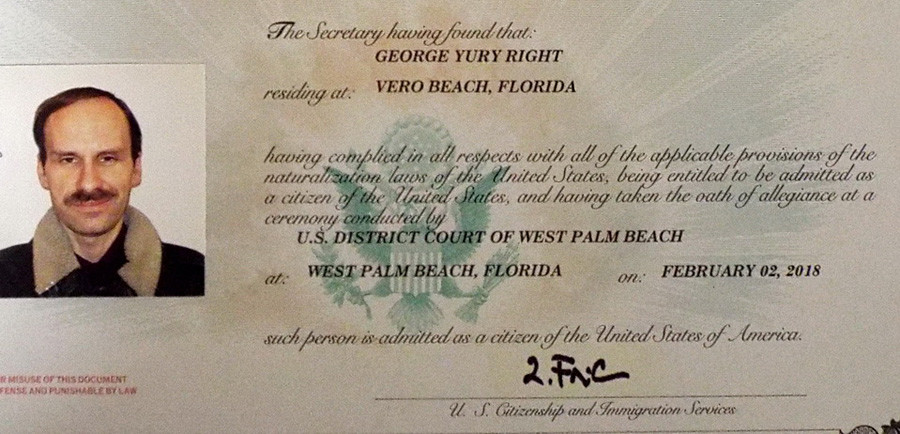 The Secretary having found that:
GEORGE YURY RIGHT
residing at: VERO BEACH, FLORIDA
having complied in all respects with all of the applicable provisions of the
naturalization laws of the United States, being entitled to be admitted as
a citizen of the United States, and having taken the oath of allegiance at a
ceremony conducted by
U.S. DISTRICT COURT OF WEST PALM BEACH
at: WEST PALM BEACH, FLORIDA on: FEBRUARY 02, 2018
such person is admitted as a citizen of the United States of America.
U. S. Citizenship and Immigration Services
R MISUSE OF THIS DOCUMENT
FENSE AND PUNISHABLE BY LAW